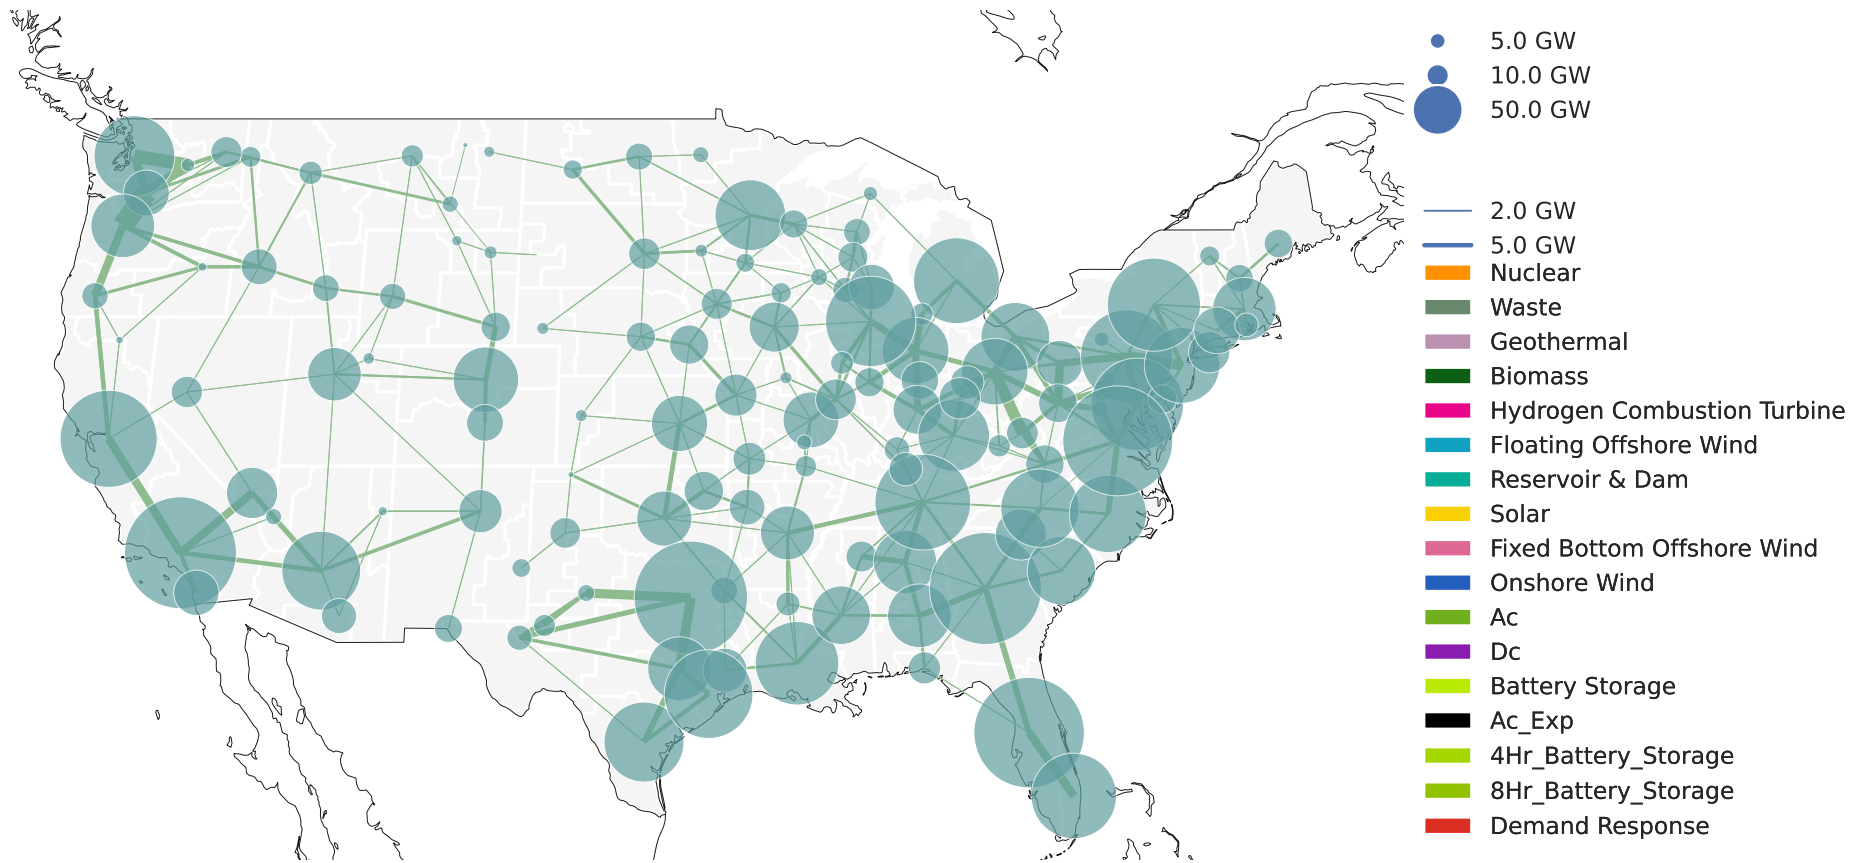 5.0 GW
10.0 GW
50.0 GW
2.0 GW
5.0 GW
Nuclear
Waste
Geothermal
Biomass
Hydrogen Combustion Turbine
Floating Offshore Wind
Reservoir & Dam
Solar
Fixed Bottom Offshore Wind
Onshore Wind
Ac
Dc
Battery Storage
Ac_Exp
4Hr_Battery_Storage
8Hr_Battery_Storage
Demand Response